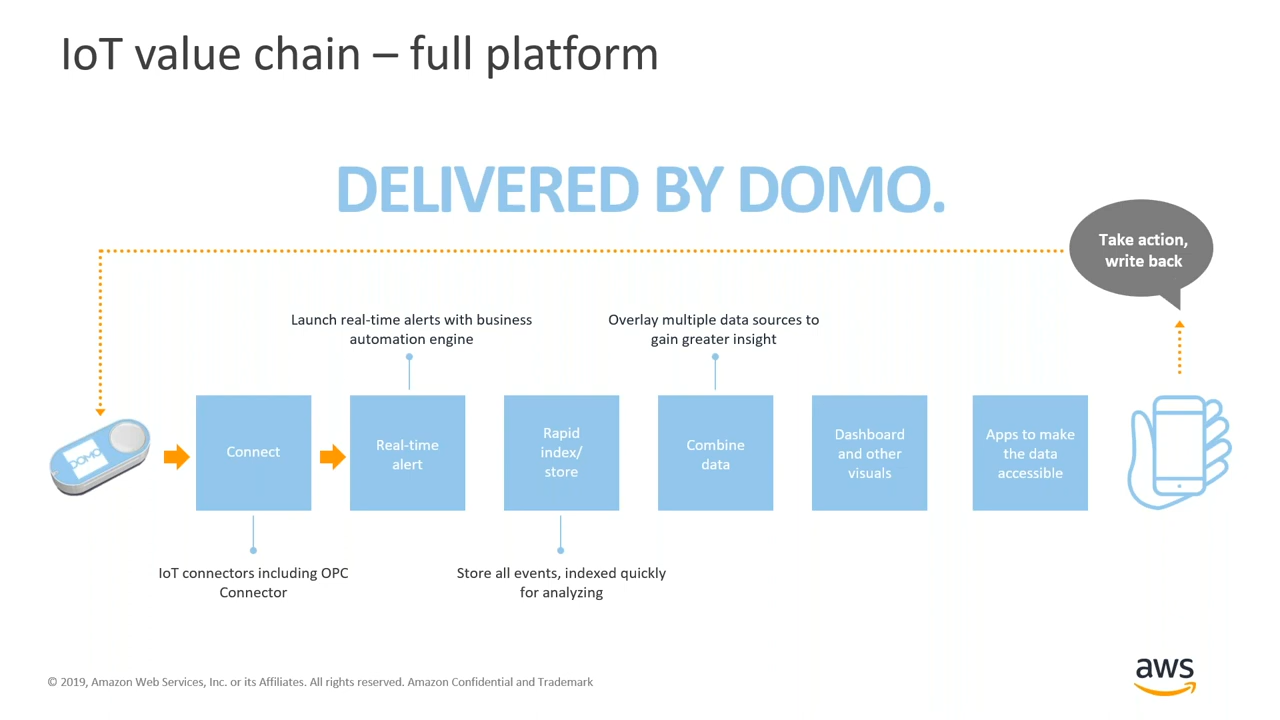 IoT value chain – full platform
DELIVERED BY DOMO.
Take action,
write back
Launch real-time alerts with business
automation engine
Overlay multiple data sources to
gain greater insight
DOMO
Connect
Real-time
alert
Rapid
index/
store
Combine
data
Dashboard
and other
visuals
Apps to make
the data
accessible
IoT connectors including OPC
Connector
Store all events, indexed quickly
for analyzing
© 2019, Amazon Web Services, Inc. or its Affiliates. All rights reserved. Amazon Confidential and Trademark
aws